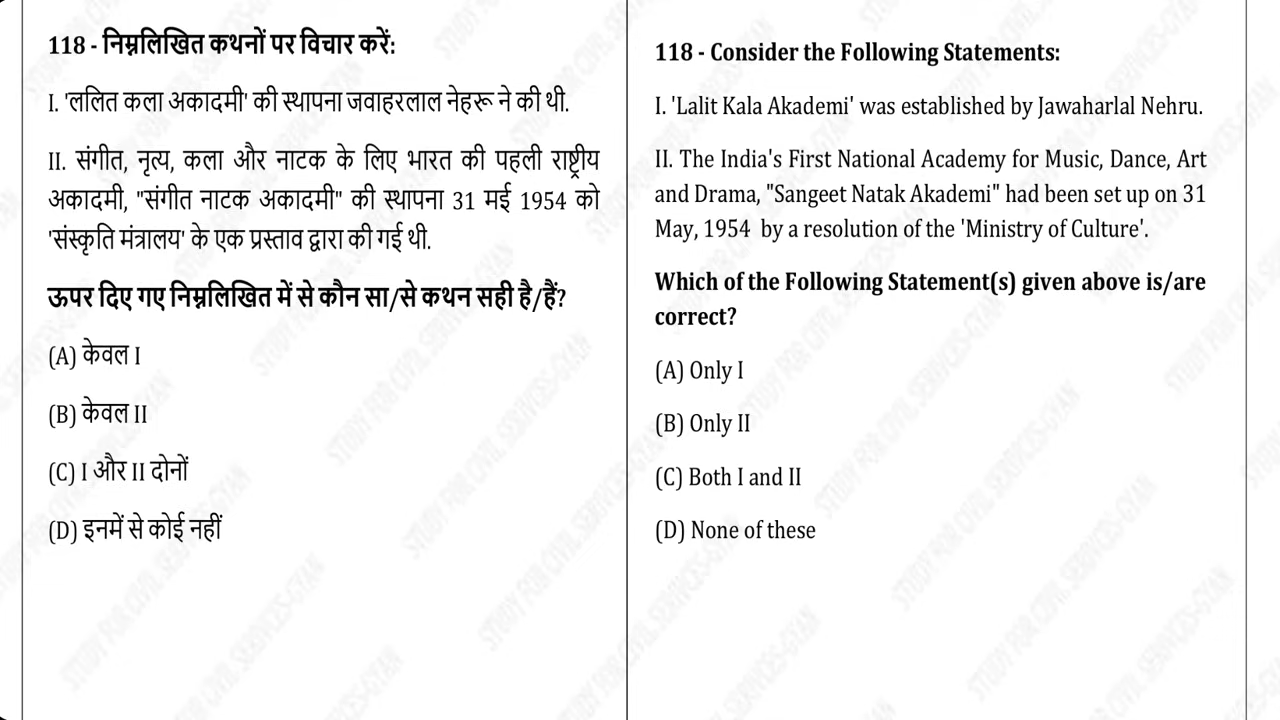 118 - निम्नलिखित कथनों पर विचार करें:
I. 'ललित कला अकादमी' की स्थापना जवाहरलाल नेहरू ने की थी.
II. संगीत, नृत्य, कला और नाटक के लिए भारत की पहली राष्ट्रीय
अकादमी, "संगीत नाटक अकादमी" की स्थापना 31 मई 1954 को
'संस्कृति मंत्रालय' के एक प्रस्ताव द्वारा की गई थी.
ऊपर दिए गए निम्नलिखित में से कौन सा/से कथन सही है/हैं?
(A) केवल I
(B) केवल II
(C) I और II दोनों
(D) इनमें से कोई नहीं
118 - Consider the Following Statements:
I. 'Lalit Kala Akademi' was established by Jawaharlal Nehru.
II. The India's First National Academy for Music, Dance, Art
and Drama, "Sangeet Natak Akademi" had been set up on 31
May, 1954 by a resolution of the 'Ministry of Culture'.
Which of the Following Statement(s) given above is/are
correct?
(A) Only I
(B) Only II
(C) Both I and II
(D) None of these